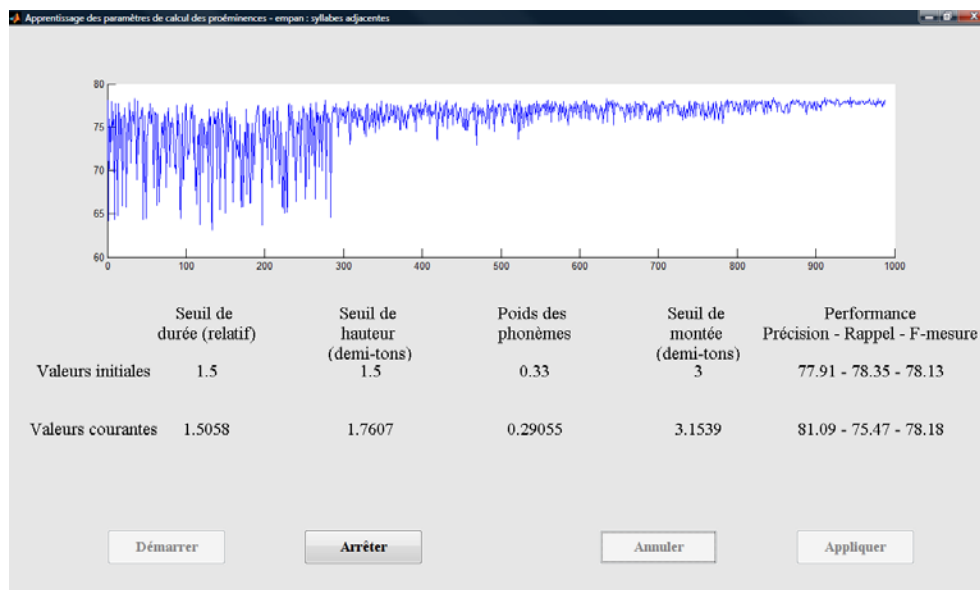 Apprentissage des paramètres de calcul des proéminences - empan : syllabes adjacentes
80
75
70
65
60
0 100 200 300 400 500 600 700 800 900 1000
Seuil de durée (relatif)
Seuil de hauteur (demi-tons)
Poids des phonèmes
Seuil de montée (demi-tons)
Performance
Précision - Rappel - F-mesure
Valeurs initiales 1.5 1.5 0.33 3 77.91 - 78.35 - 78.13
Valeurs courantes 1.5058 1.7607 0.29055 3.1539 81.09 - 75.47 - 78.18
Démarrer Arrêter Annuler Appliquer